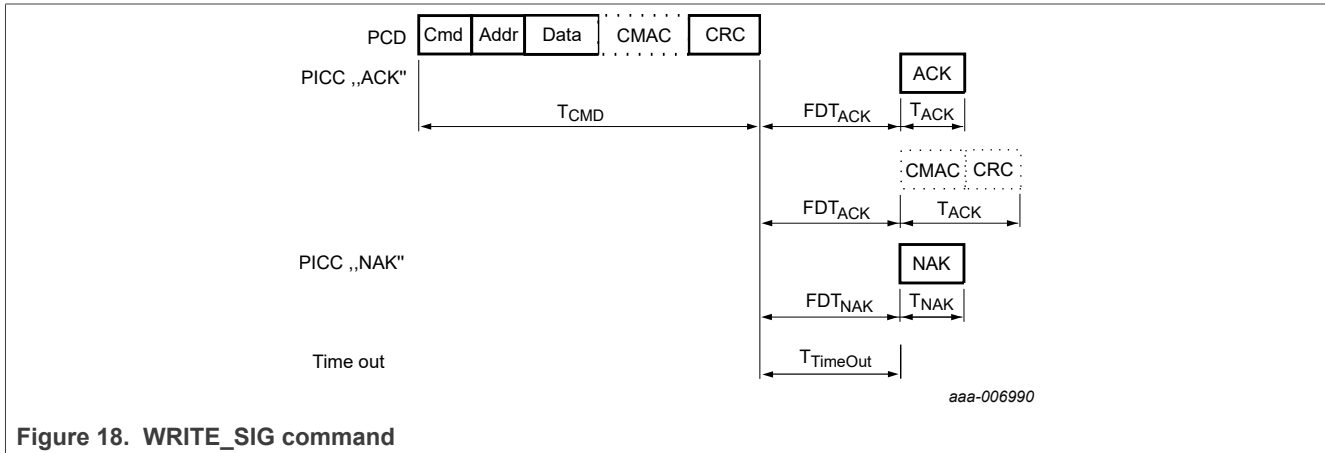 PCD Cmd Addr Data CMAC CRC
PICC ,,ACK" ACK
TCMD FDTACK TACK
CMAC CRC
FDTACK TACK
PICC ,,NAK" NAK
FDTNAK TNAK
Time out TTimeOut
aaa-006990
Figure 18. WRITE_SIG command